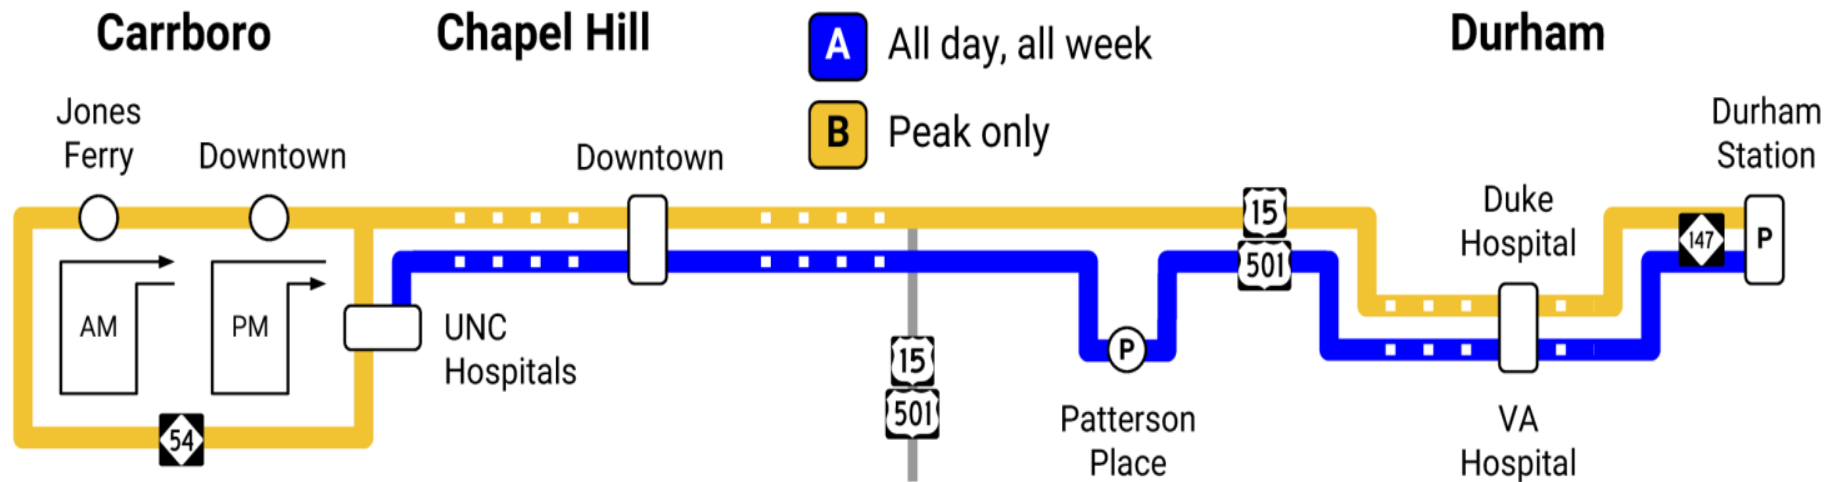 Carrboro
Chapel Hill
A All day, all week
B Peak only
Durham
Jones
Ferry
Downtown
Downtown
Duke
Hospital
Durham
Station
15
501
147
P
AM
PM
UNC
Hospitals
54
15
501
P
Patterson
Place
VA
Hospital